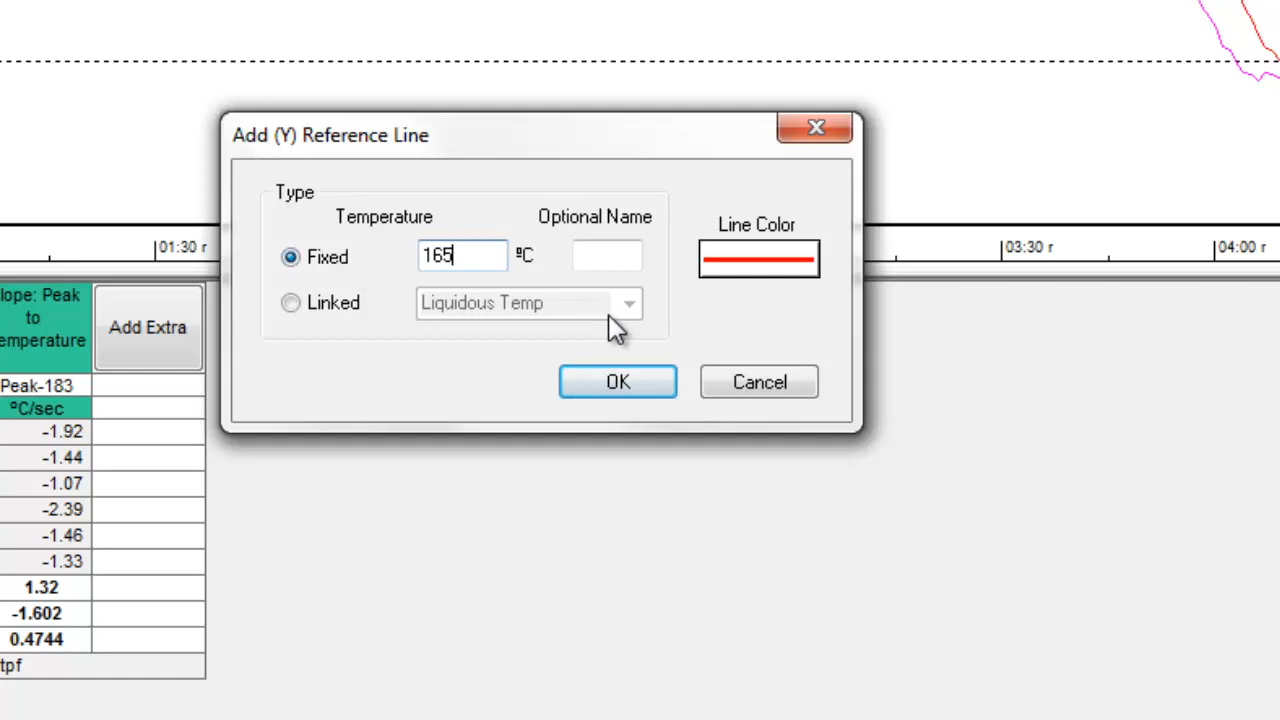 Add (Y) Reference Line
Type
Temperature
Optional Name
Line Color
Fixed
165
ºC
Linked
Liquidous Temp
OK
Cancel
01:30 r
03:30 r
04:00 r
lope: Peak
to
emperature
Add Extra
Peak-183
ºC/sec
-1.92
-1.44
-1.07
-2.39
-1.46
-1.33
1.32
-1.602
0.4744
tpf